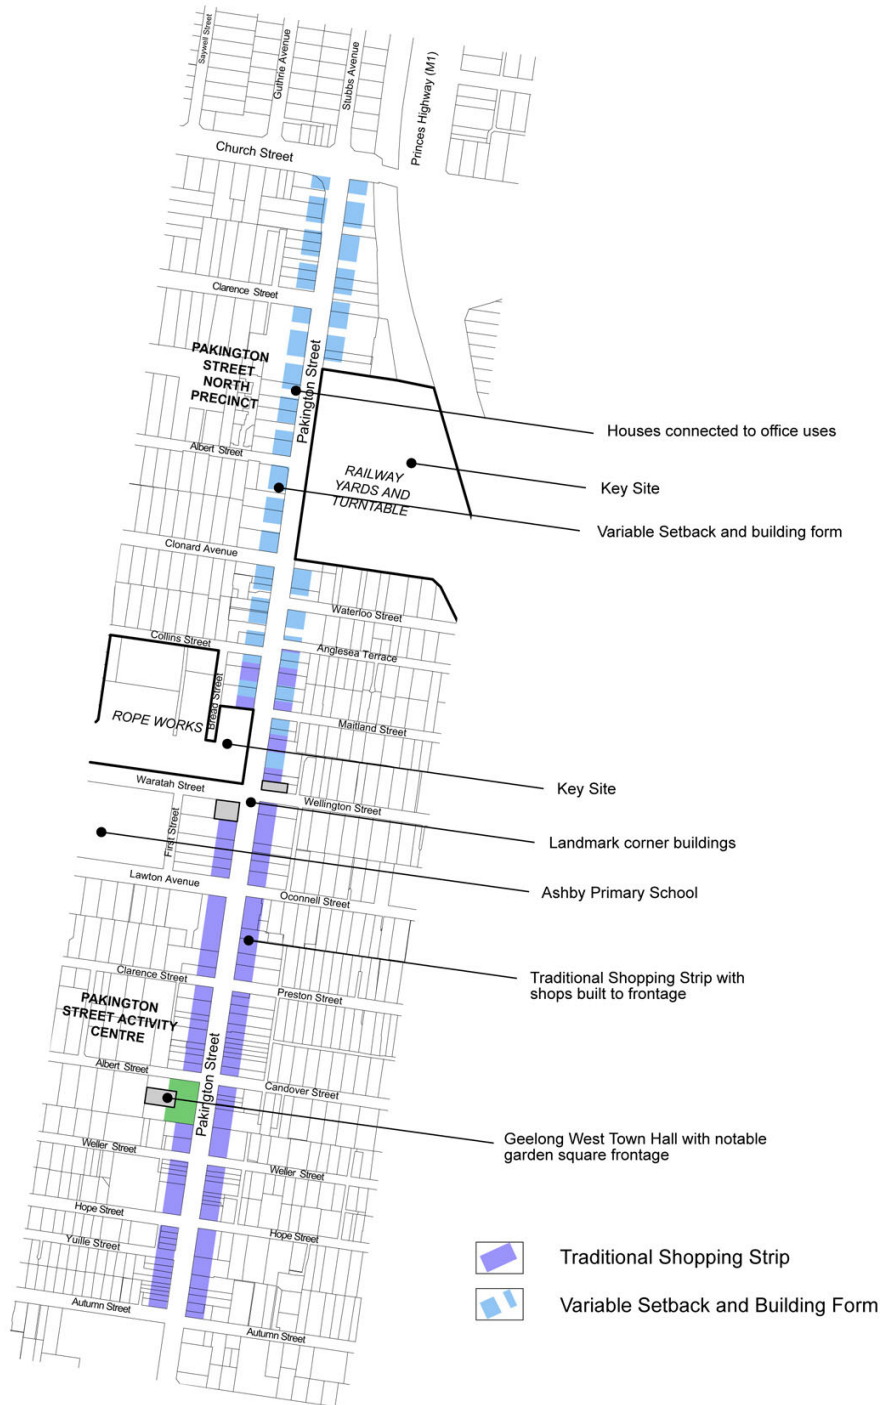 Saywell Street
Guthrie Avenue
Stubbs Avenue
Princes Highway (M1)
Church Street
Clarence Street
PAKINGTON
STREET
NORTH
PRECINCT
Pakington Street
Houses connected to office uses
Albert Street
RAILWAY
YARDS AND
TURNTABLE
Key Site
Variable Setback and building form
Clonard Avenue
Waterloo Street
Collins Street
Anglesea Terrace
Bread Street
ROPE WORKS
Maitland Street
Key Site
Waratah Street
Wellington Street
First Street
Landmark corner buildings
Lawton Avenue
Oconnell Street
Ashby Primary School
Clarence Street
Preston Street
Traditional Shopping Strip with
shops built to frontage
PAKINGTON
STREET ACTIVITY
CENTRE
Pakington Street
Albert Street
Candover Street
Geelong West Town Hall with notable
garden square frontage
Weller Street
Weller Street
Hope Street
Hope Street
Yuille Street
Autumn Street
Autumn Street
Traditional Shopping Strip
Variable Setback and Building Form